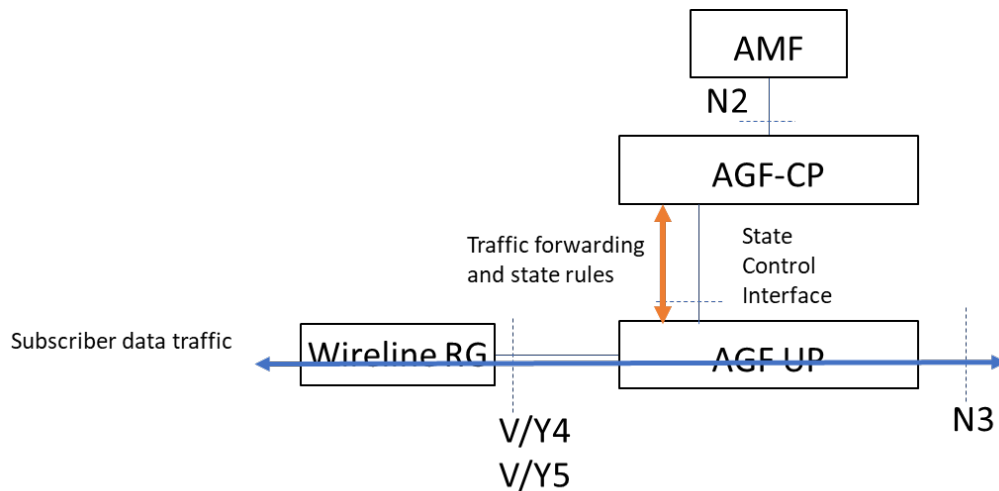 AMF
N2
AGF-CP
Traffic forwarding
and state rules
State
Control
Interface
Subscriber data traffic
Wireline RG
AGF UP
V/Y4
V/Y5
N3